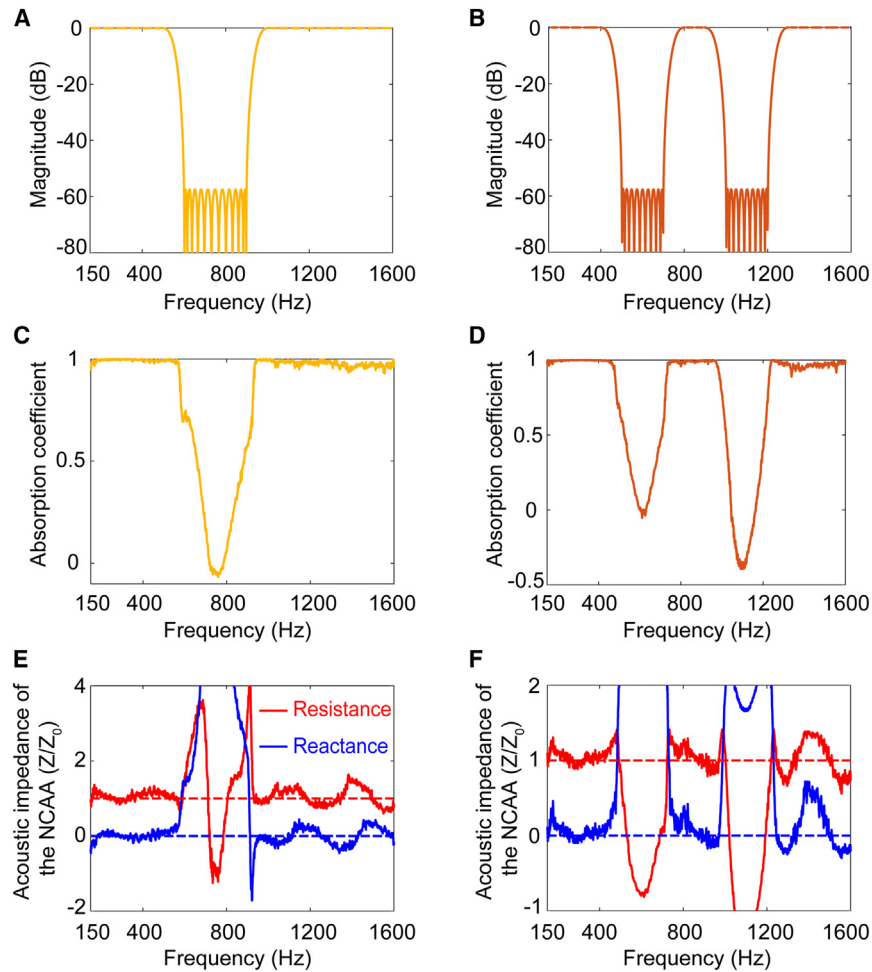 A
Magnitude (dB)
0
-20
-40
-60
-80
150 400 800 1200 1600
Frequency (Hz)
B
Magnitude (dB)
0
-20
-40
-60
-80
150 400 800 1200 1600
Frequency (Hz)
C
Absorption coefficient
1
0.5
0
150 400 800 1200 1600
Frequency (Hz)
D
Absorption coefficient
1
0.5
0
-0.5
150 400 800 1200 1600
Frequency (Hz)
E
Acoustic impedance of
the NCAA (Z/Z₀)
4
2
0
-2
Resistance
Reactance
150 400 800 1200 1600
Frequency (Hz)
F
Acoustic impedance of
the NCAA (Z/Z₀)
2
1
0
-1
150 400 800 1200 1600
Frequency (Hz)